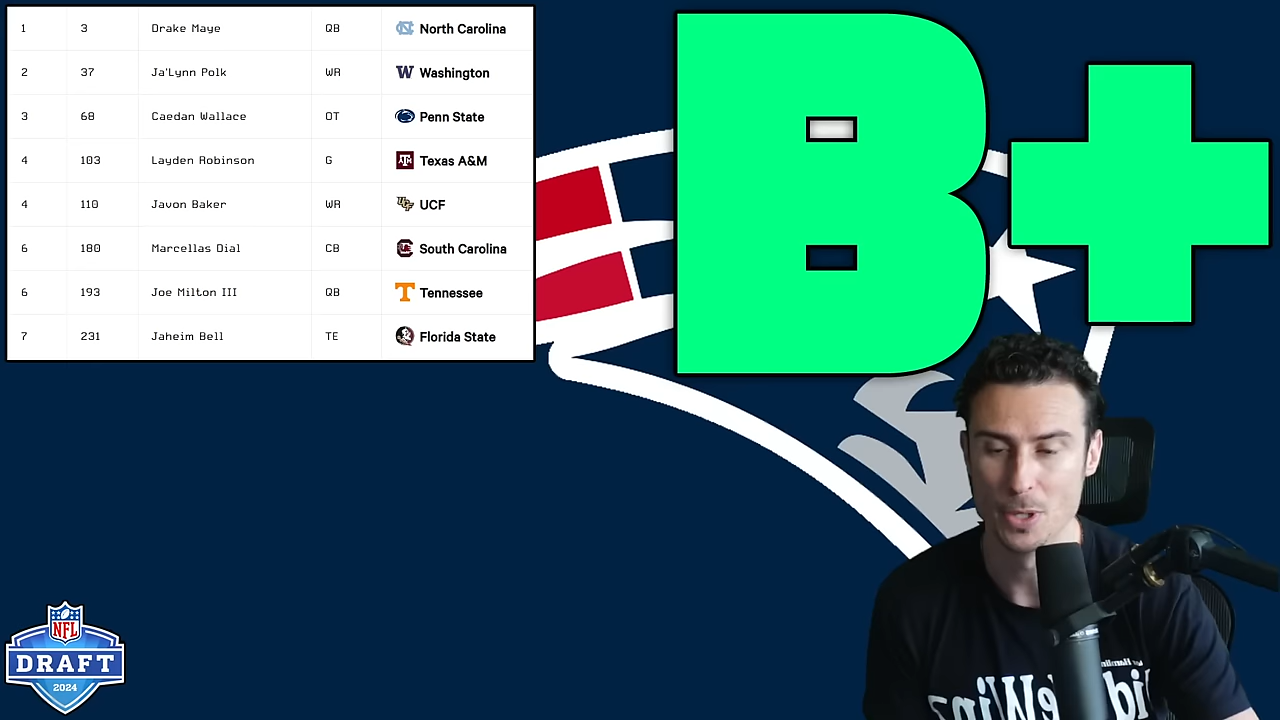 1 3 Drake Maye QB North Carolina
2 37 Ja'Lynn Polk WR Washington
3 68 Caedan Wallace OT Penn State
4 103 Layden Robinson G Texas A&M
4 110 Javon Baker WR UCF
6 180 Marcellas Dial CB South Carolina
6 193 Joe Milton III QB Tennessee
7 231 Jaheim Bell TE Florida State
B+
NFL
DRAFT
2024